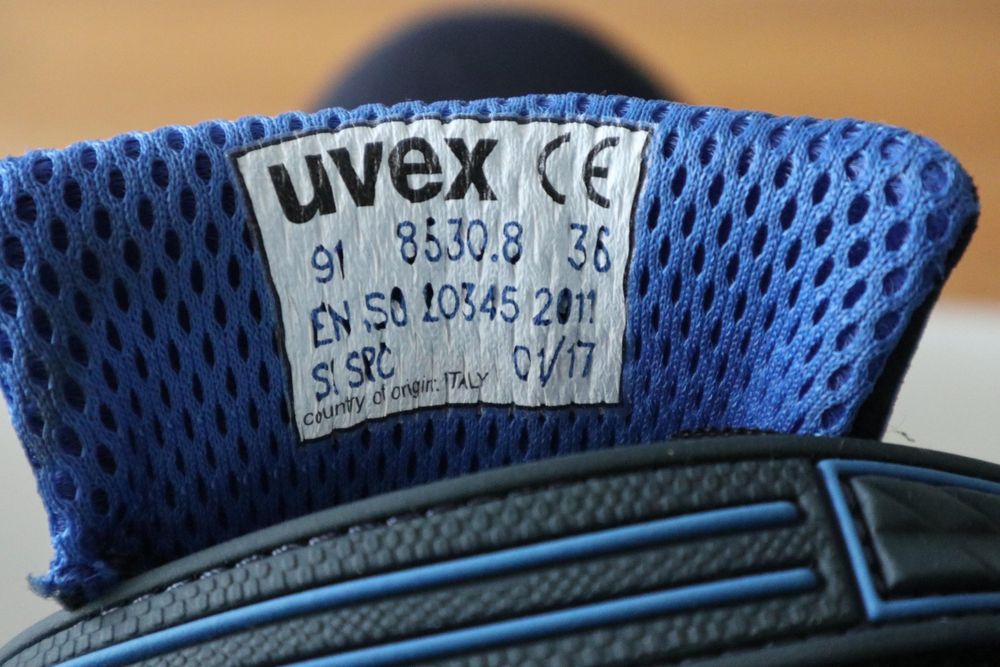 uvex CE
91 8530.8 36
EN ISO 20345 2011
S1 SRC 01/17
country of origin: ITALY